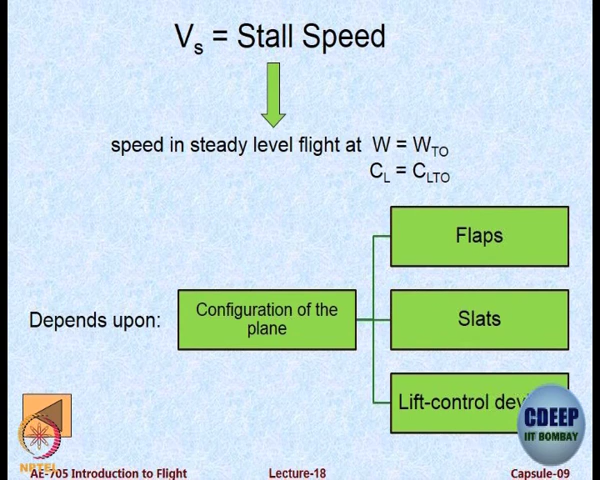 Vs = Stall Speed
speed in steady level flight at W = WTO
CL = CLTO
Flaps
Depends upon:
Configuration of the
plane
Slats
Lift-control
CDEEP
IIT BOMBAY
NPTEL
AE-705 Introduction to Flight
Lecture-18
Capsule-09